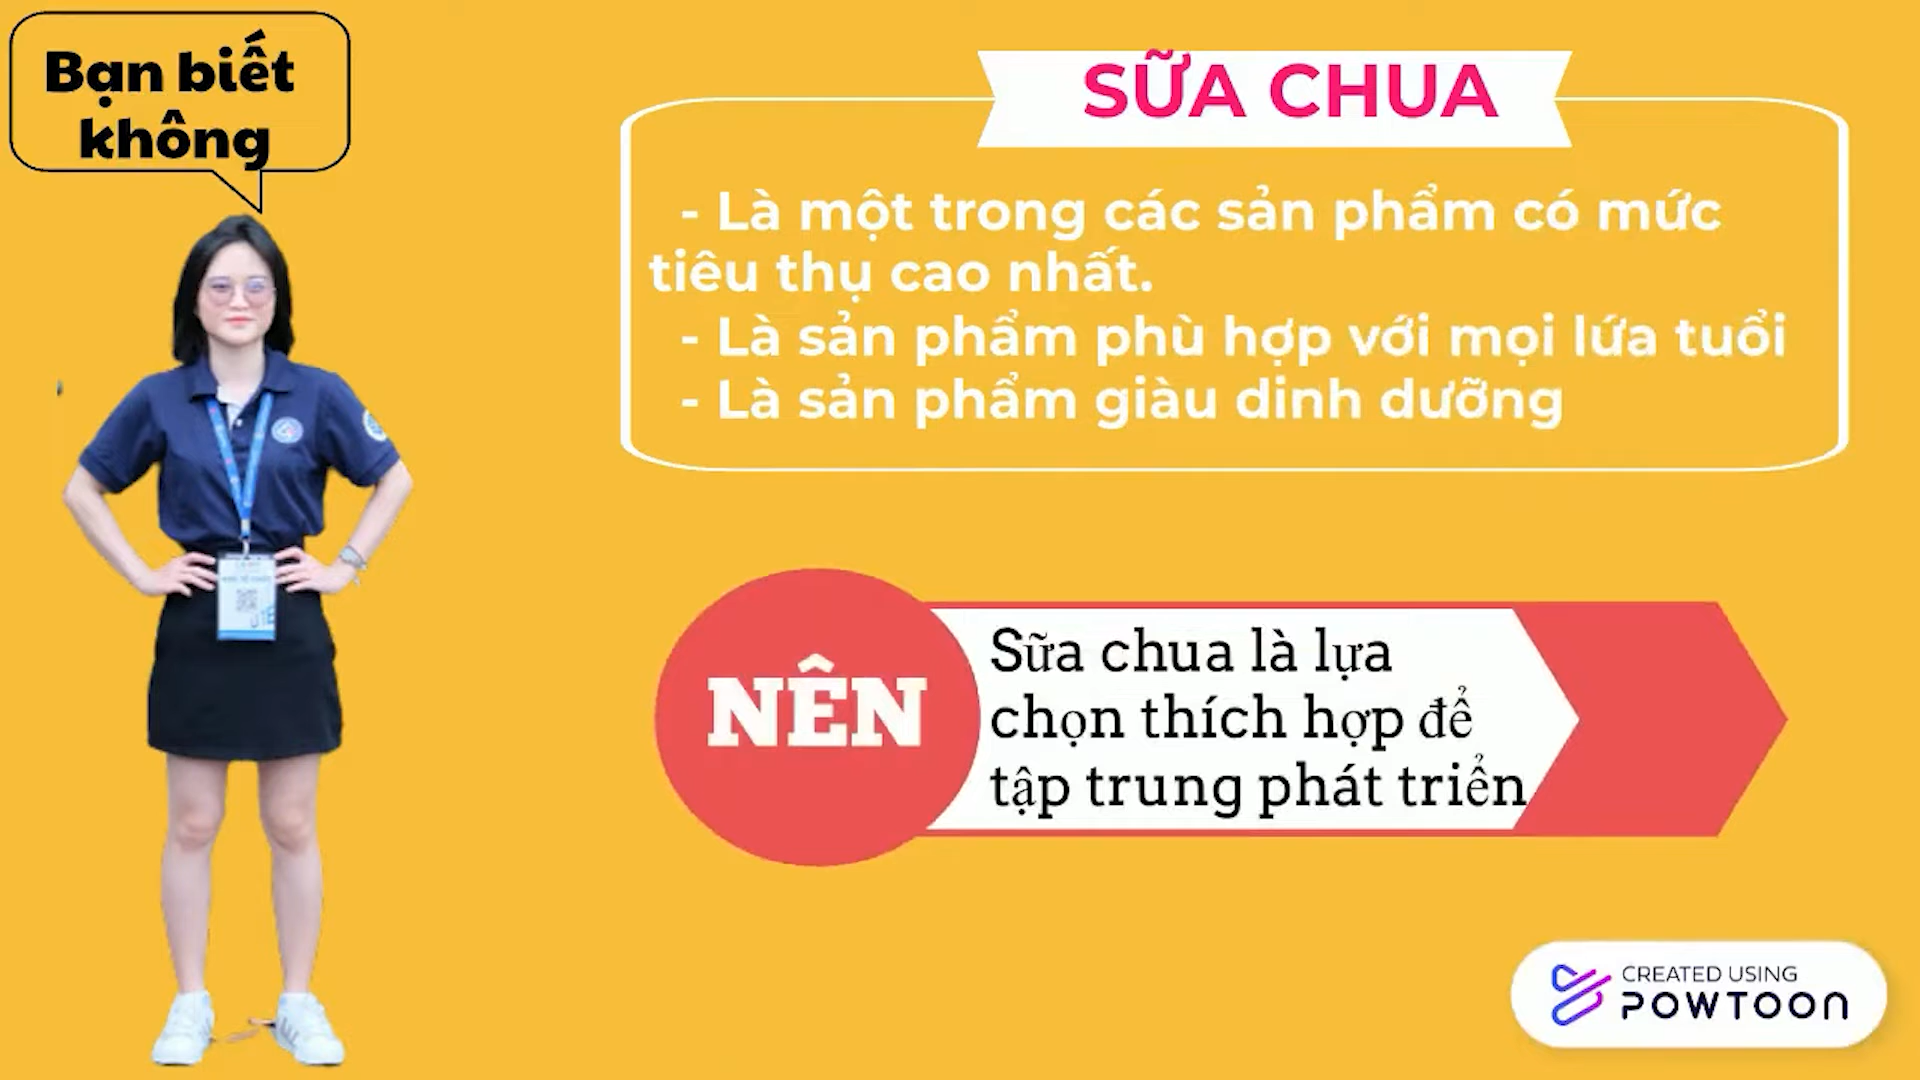 Bạn biết
không
SỮA CHUA
- Là một trong các sản phẩm có mức
tiêu thụ cao nhất.
- Là sản phẩm phù hợp với mọi lứa tuổi
- Là sản phẩm giàu dinh dưỡng
NÊN
Sữa chua là lựa
chọn thích hợp để
tập trung phát triển
CREATED USING
POWTOON